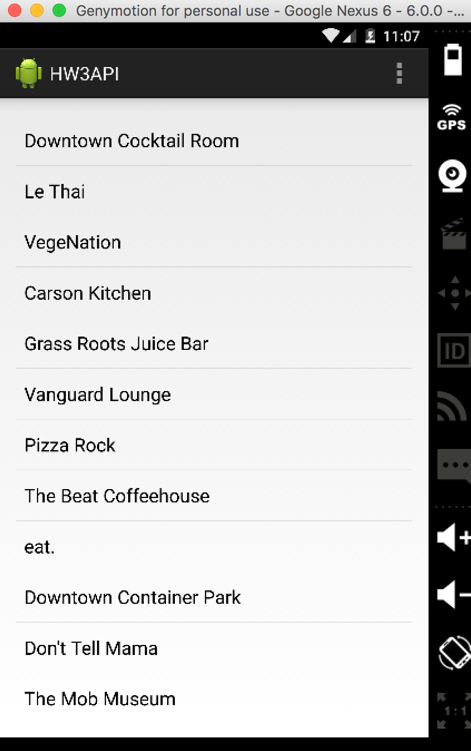 Genymotion for personal use - Google Nexus 6 - 6.0.0 -...
11:07
HW3API
GPS
Downtown Cocktail Room
Le Thai
VegeNation
Carson Kitchen
Grass Roots Juice Bar
ID
Vanguard Lounge
Pizza Rock
The Beat Coffeehouse
eat.
Downtown Container Park
Don't Tell Mama
The Mob Museum
1:1